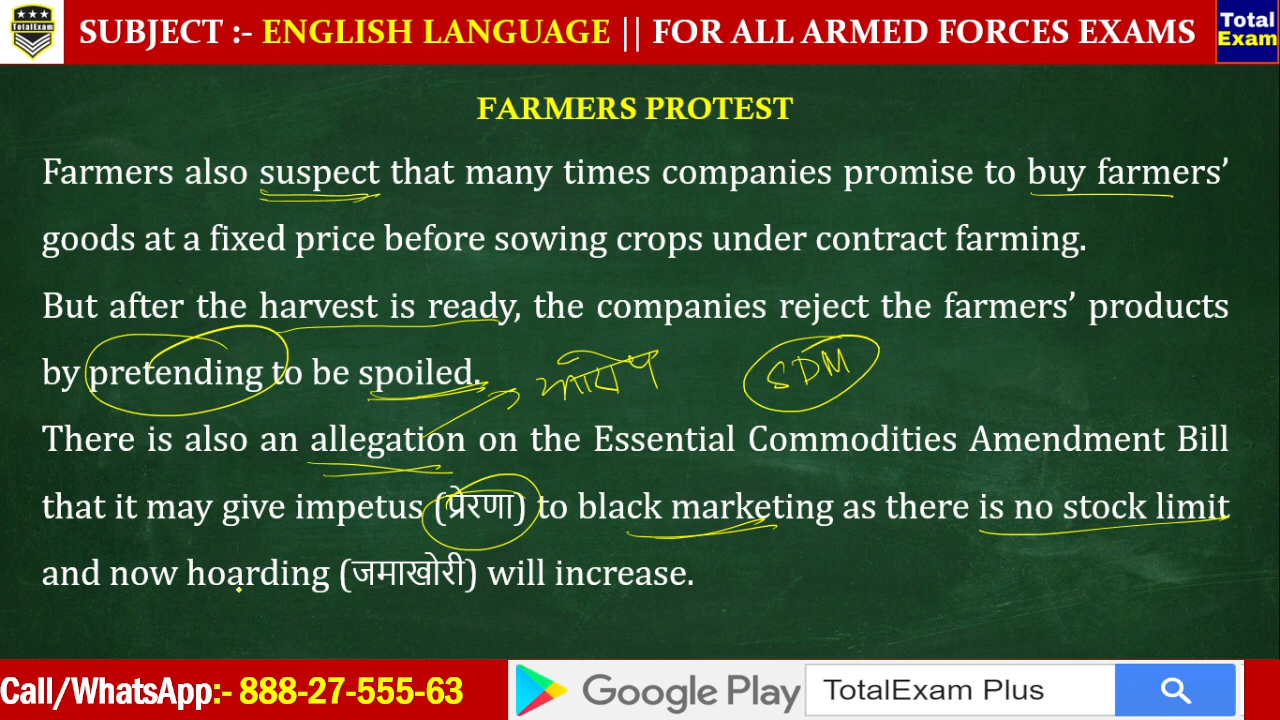 TotalExam
SUBJECT :- ENGLISH LANGUAGE || FOR ALL ARMED FORCES EXAMS
Total
Exam
FARMERS PROTEST
Farmers also suspect that many times companies promise to buy farmers’
goods at a fixed price before sowing crops under contract farming.
But after the harvest is ready, the companies reject the farmers’ products
by pretending to be spoiled.
SDM
There is also an allegation on the Essential Commodities Amendment Bill
that it may give impetus (प्रेरणा) to black marketing as there is no stock limit
and now hoarding (जमाखोरी) will increase.
Call/WhatsApp:- 888-27-555-63
Google Play
TotalExam Plus